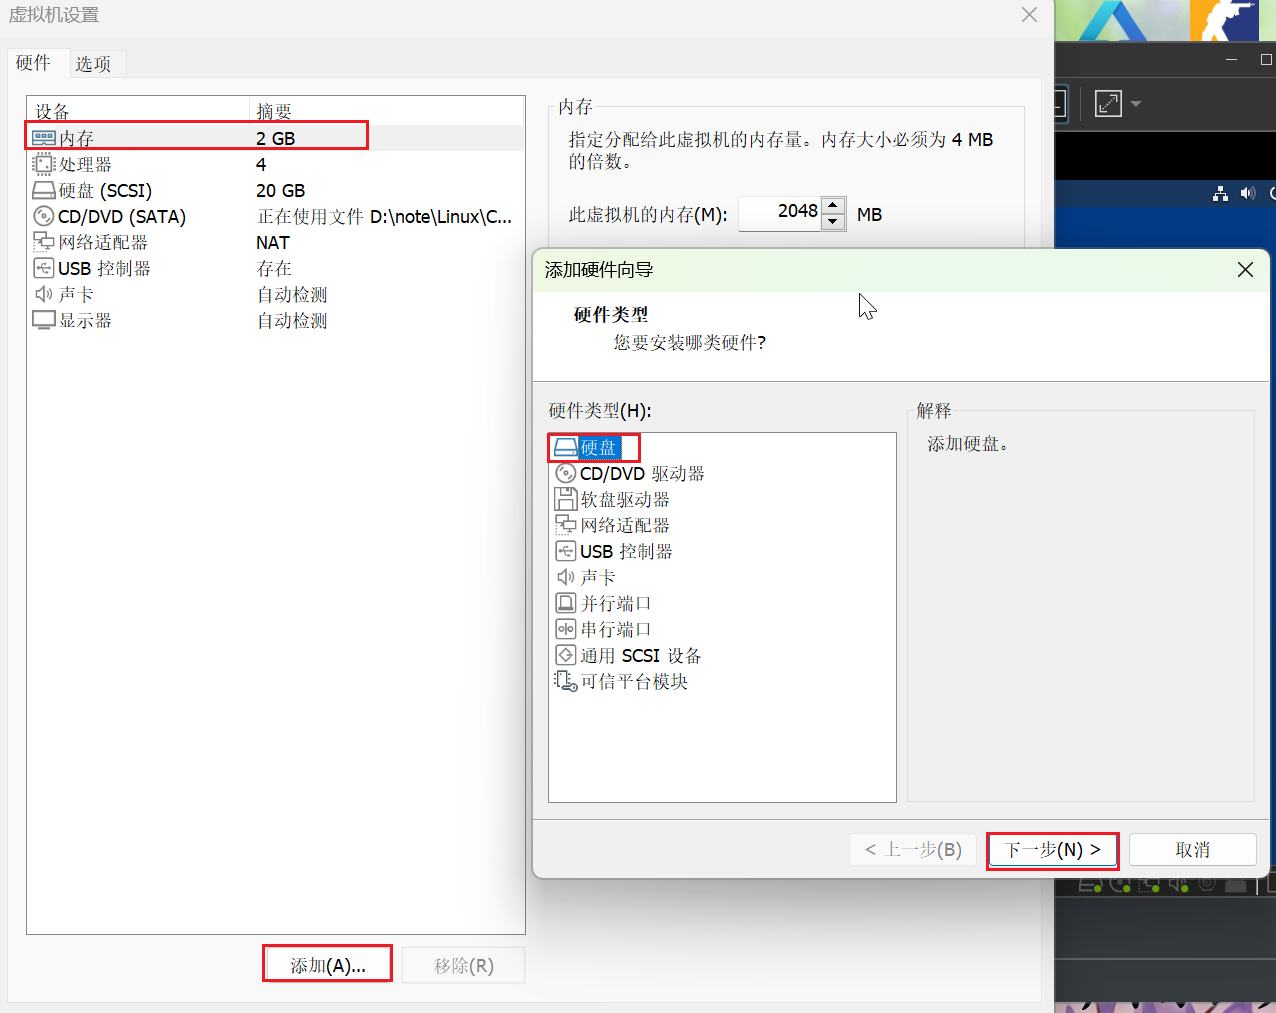 虚拟机设置
硬件
选项
设备 摘要
内存 2 GB
处理器 4
硬盘 (SCSI) 20 GB
CD/DVD (SATA) 正在使用文件 D:\note\Linux\C...
网络适配器 NAT
USB 控制器 存在
声卡 自动检测
显示器 自动检测
添加(A)...
移除(R)
内存
指定分配给此虚拟机的内存量。内存大小必须为 4 MB
的倍数。
此虚拟机的内存(M): 2048 MB
添加硬件向导
硬件类型
您要安装哪类硬件?
硬件类型(H):
硬盘
CD/DVD 驱动器
软盘驱动器
网络适配器
USB 控制器
声卡
并行端口
串行端口
通用 SCSI 设备
可信平台模块
解释
添加硬盘。
< 上一步(B)
下一步(N) >
取消